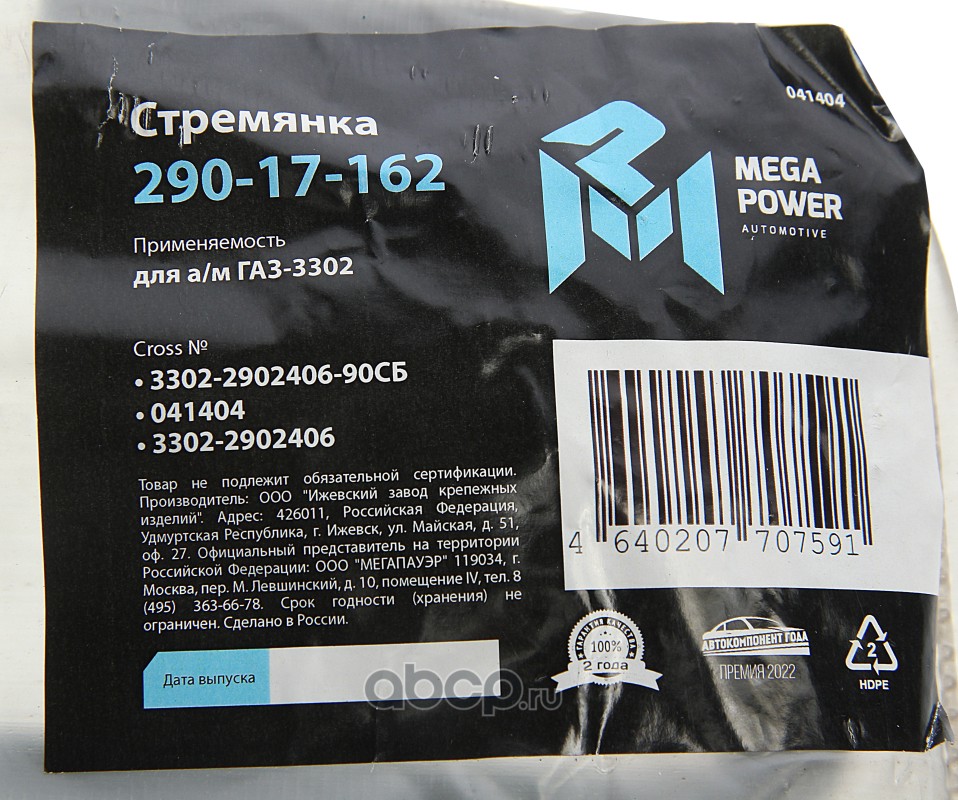 041404
Стремянка
290-17-162
MEGA
POWER
AUTOMOTIVE
Применяемость
для а/м ГАЗ-3302
Cross №
• 3302-2902406-90СБ
• 041404
• 3302-2902406
Товар не подлежит обязательной сертификации.
Производитель: ООО "Ижевский завод крепежных
изделий". Адрес: 426011, Российская Федерация,
Удмуртская Республика, г. Ижевск, ул. Майская, д. 51,
оф. 27. Официальный представитель на территории
Российской Федерации: ООО "МЕГАПАУЭР" 119034, г.
Москва, пер. М. Левшинский, д. 10, помещение IV, тел. 8
(495) 363-66-78. Срок годности (хранения) не
ограничен. Сделано в России.
4 640207 707591
Дата выпуска
ГАРАНТИЯ КАЧЕСТВА
100%
2 года
АВТОКОМПОНЕНТ ГОДА
ПРЕМИЯ 2022
2
HDPE
abcp.ru